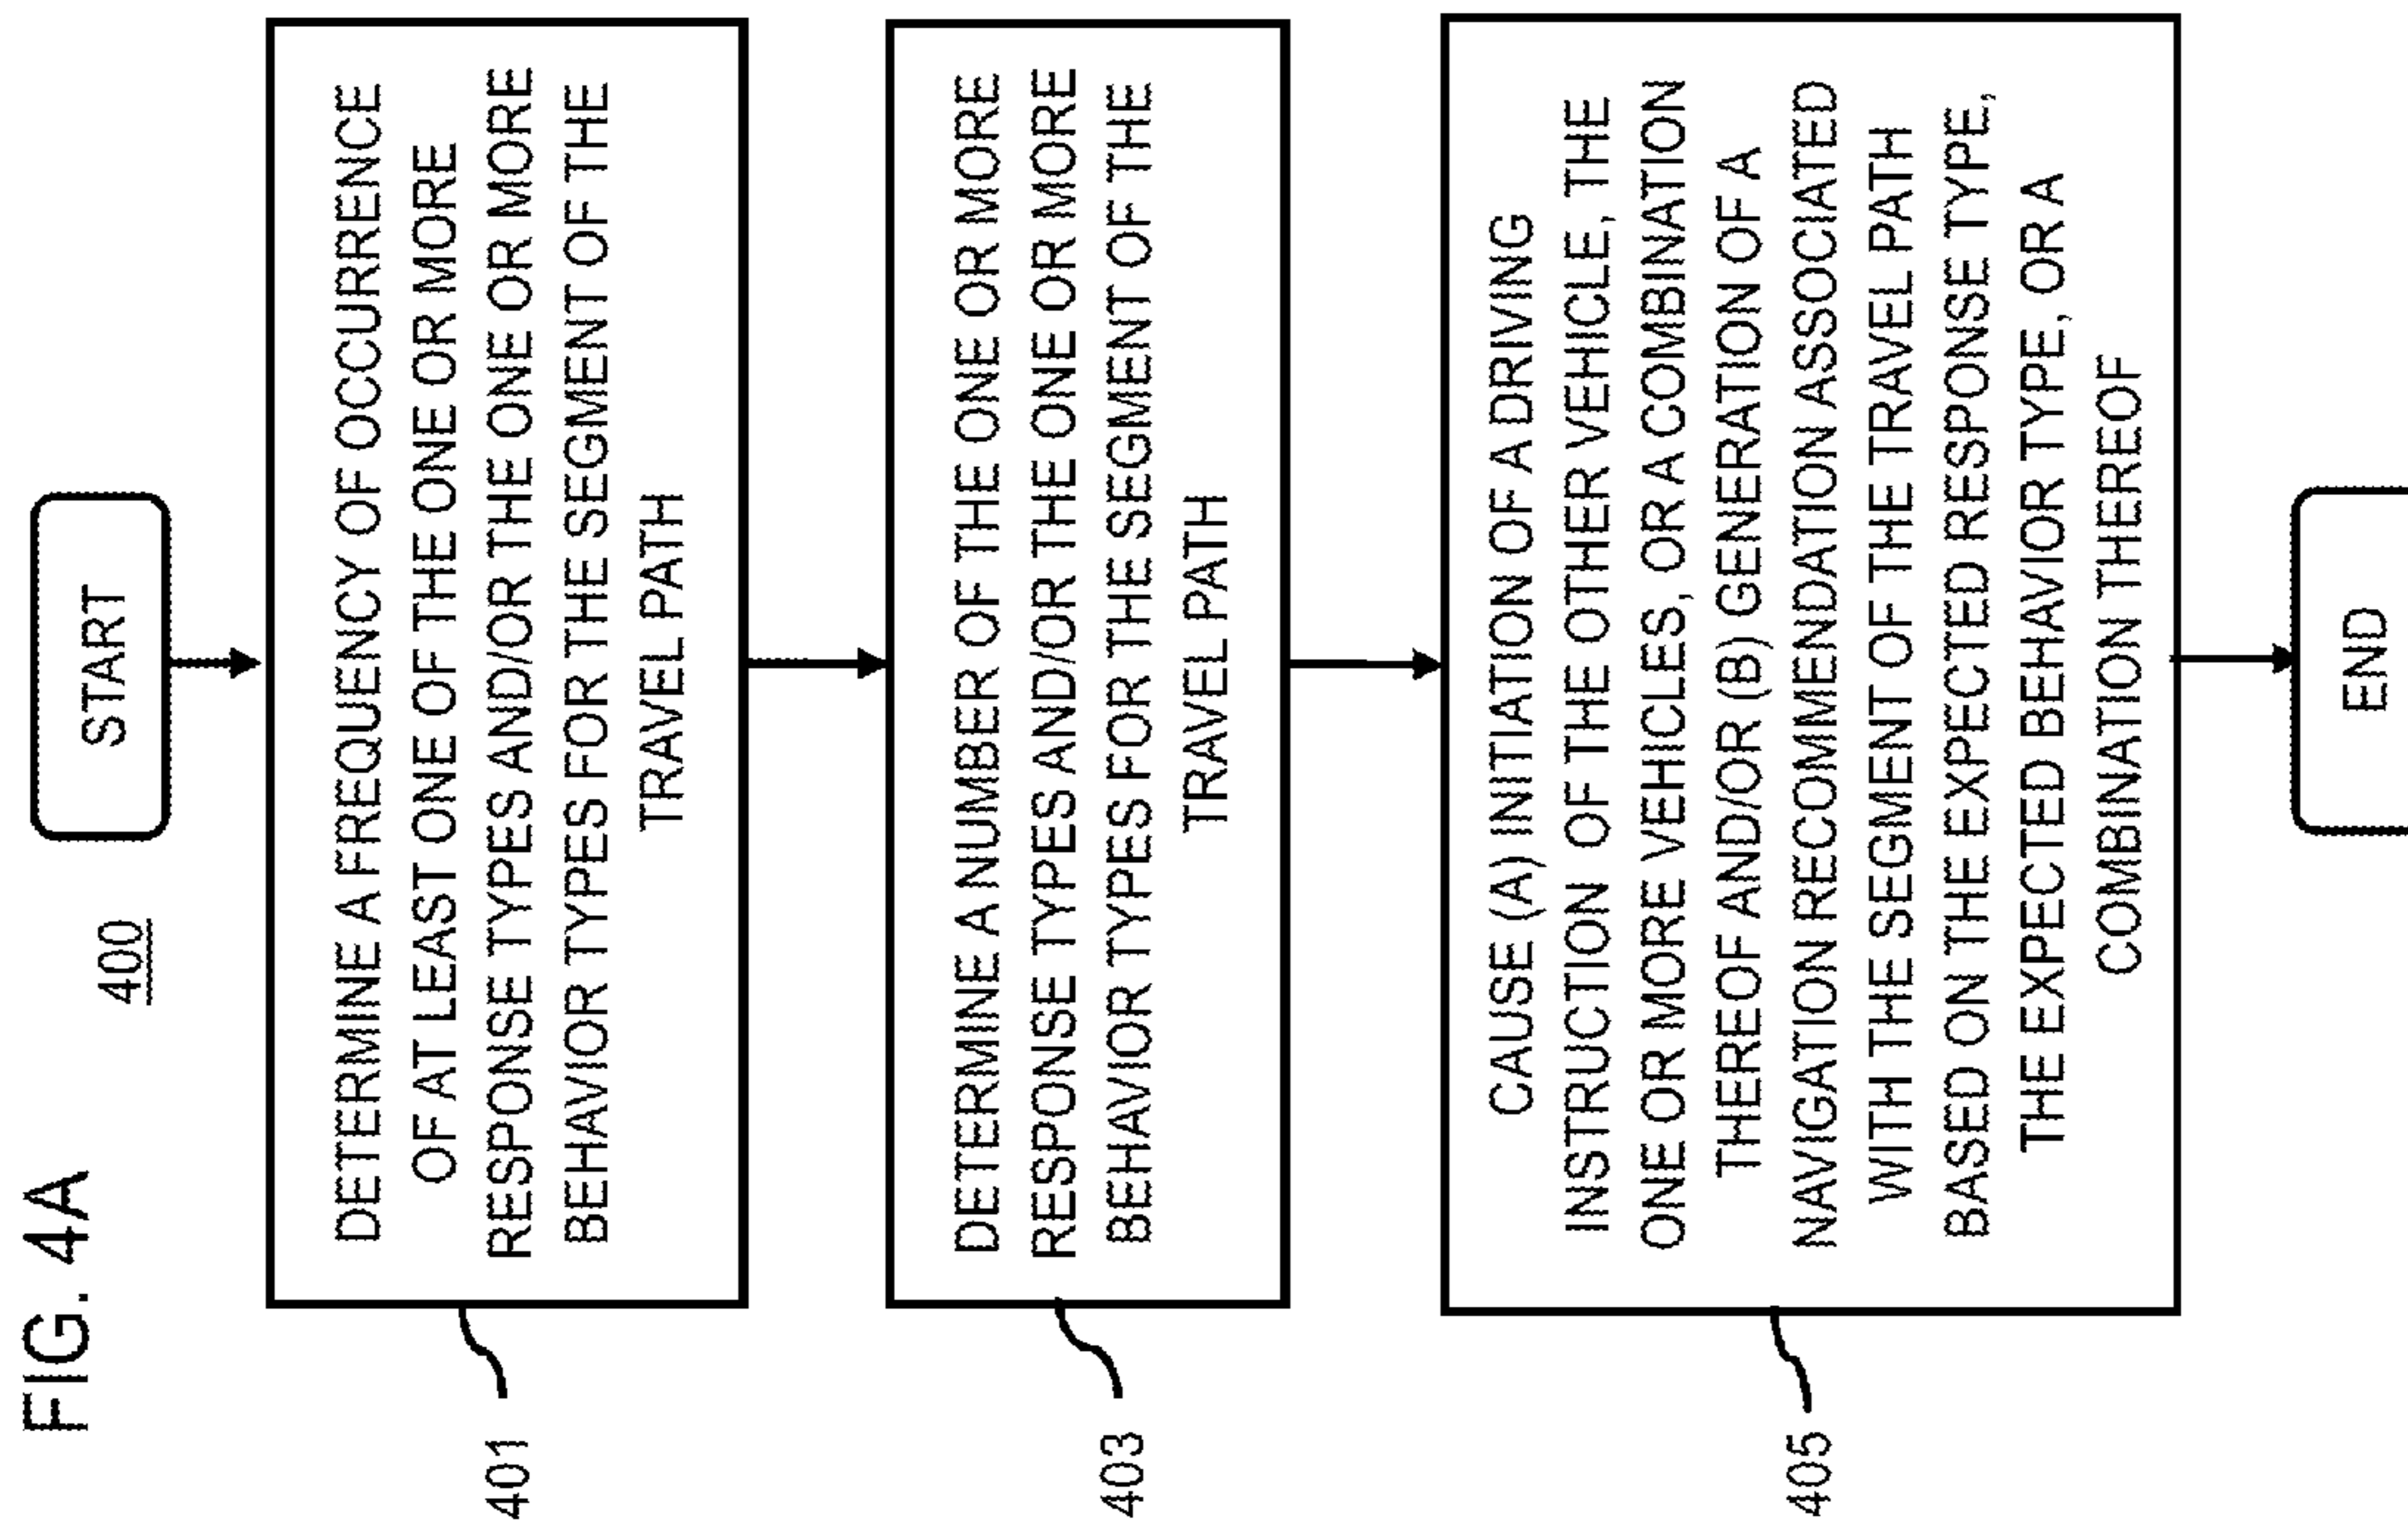 FIG. 4A
400
START
DETERMINE A FREQUENCY OF OCCURRENCE
OF AT LEAST ONE OF THE ONE OR MORE
RESPONSE TYPES AND/OR THE ONE OR MORE
BEHAVIOR TYPES FOR THE SEGMENT OF THE
TRAVEL PATH
401
DETERMINE A NUMBER OF THE ONE OR MORE
RESPONSE TYPES AND/OR THE ONE OR MORE
BEHAVIOR TYPES FOR THE SEGMENT OF THE
TRAVEL PATH
403
CAUSE (A) INITIATION OF A DRIVING
INSTRUCTION OF THE OTHER VEHICLE, THE
ONE OR MORE VEHICLES, OR A COMBINATION
THEREOF AND/OR (B) GENERATION OF A
NAVIGATION RECOMMENDATION ASSOCIATED
WITH THE SEGMENT OF THE TRAVEL PATH
BASED ON THE EXPECTED RESPONSE TYPE,
THE EXPECTED BEHAVIOR TYPE, OR A
COMBINATION THEREOF
405
END